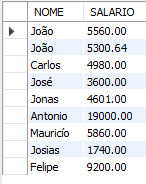 NOME SALARIO
João 5560.00
João 5300.64
Carlos 4980.00
José 3600.00
Jonas 4601.00
Antonio 19000.00
Mauricío 5860.00
Josias 1740.00
Felipe 9200.00